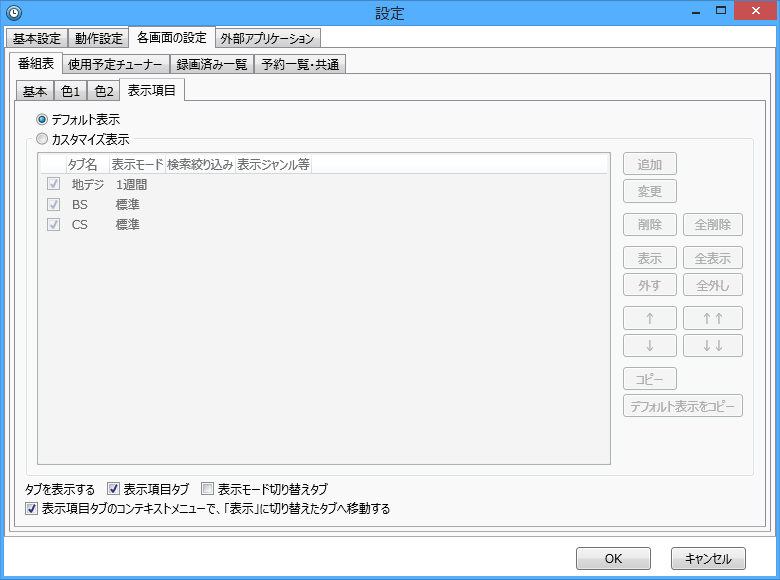 設定
基本設定 動作設定 各画面の設定 外部アプリケーション
番組表 使用予定チューナー 録画済み一覧 予約一覧・共通
基本 色1 色2 表示項目
デフォルト表示
カスタマイズ表示
タブ名 表示モード 検索絞り込み 表示ジャンル等
地デジ 1週間
BS 標準
CS 標準
追加
変更
削除 全削除
表示 全表示
外す 全外し
↑ ↑↑
↓ ↓↓
コピー
デフォルト表示をコピー
タブを表示する 表示項目タブ 表示モード切り替えタブ
表示項目タブのコンテキストメニューで、「表示」に切り替えたタブへ移動する
OK キャンセル